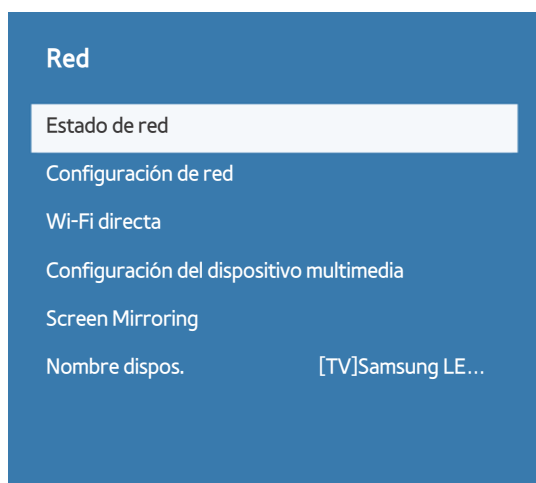 Red
Estado de red
Configuración de red
Wi-Fi directa
Configuración del dispositivo multimedia
Screen Mirroring
Nombre dispos. [TV]Samsung LE...